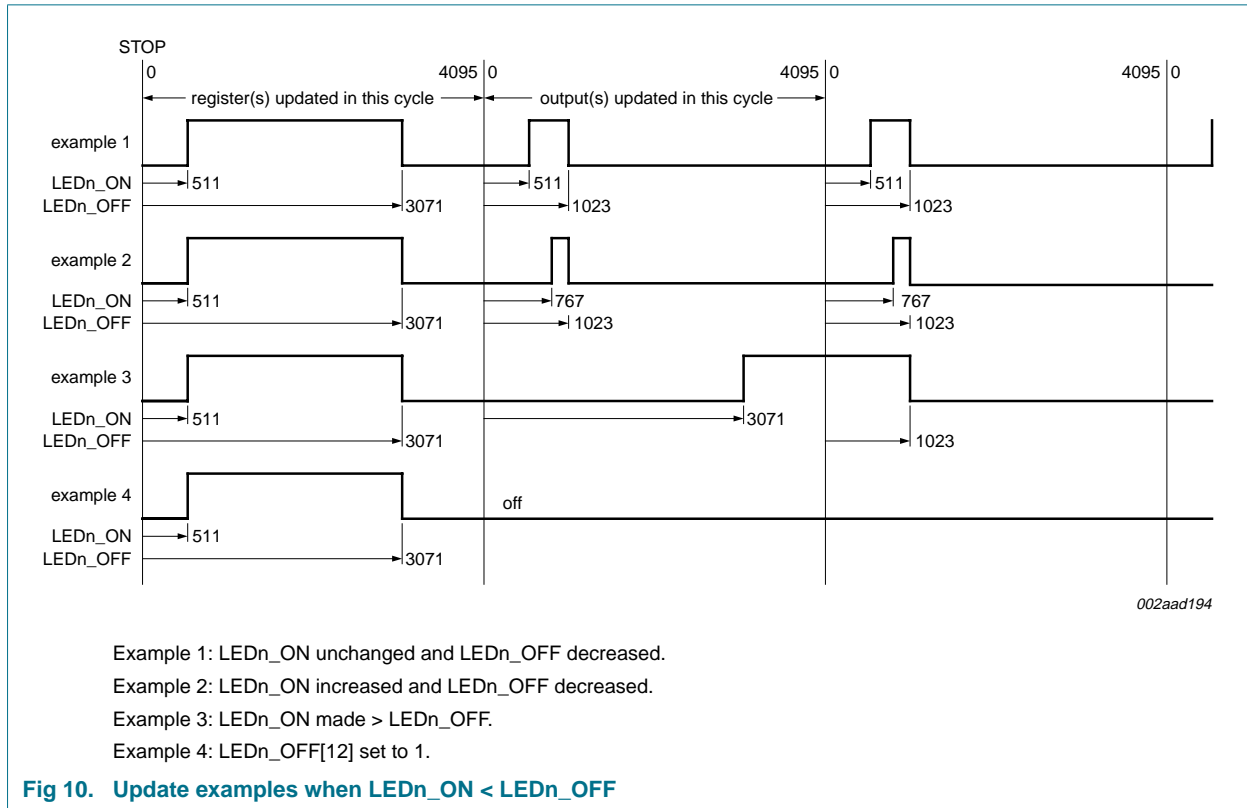 STOP
0 4095 0 4095 0 4095 0
register(s) updated in this cycle output(s) updated in this cycle
example 1
LEDn_ON 511 511 511
LEDn_OFF 3071 1023 1023
example 2
LEDn_ON 511 767 767
LEDn_OFF 3071 1023 1023
example 3
LEDn_ON 511 3071
LEDn_OFF 3071 1023
example 4 off
LEDn_ON 511
LEDn_OFF 3071
002aad194
Example 1: LEDn_ON unchanged and LEDn_OFF decreased.
Example 2: LEDn_ON increased and LEDn_OFF decreased.
Example 3: LEDn_ON made > LEDn_OFF.
Example 4: LEDn_OFF[12] set to 1.
Fig 10. Update examples when LEDn_ON < LEDn_OFF